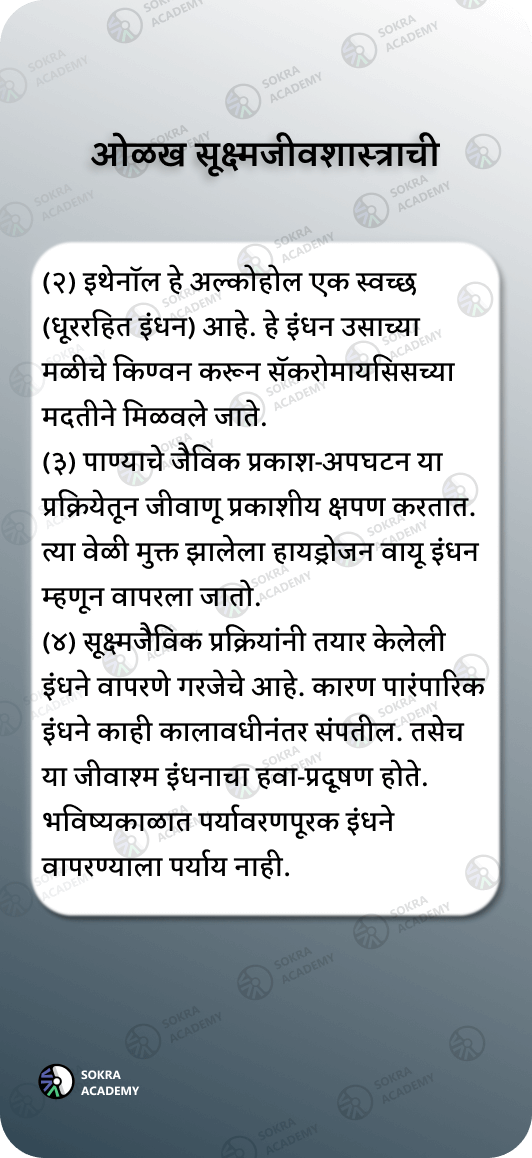 ओळख सूक्ष्मजीवशास्त्राची
(२) इथेनॉल हे अल्कोहोल एक स्वच्छ
(धूररहित इंधन) आहे. हे इंधन उसाच्या
मळीचे किण्वन करून सॅकरोमायसिसच्या
मदतीने मिळवले जाते.
(३) पाण्याचे जैविक प्रकाश-अपघटन या
प्रक्रियेतून जीवाणू प्रकाशीय क्षपण करतात.
त्या वेळी मुक्त झालेला हायड्रोजन वायू इंधन
म्हणून वापरला जातो.
(४) सूक्ष्मजैविक प्रक्रियांनी तयार केलेली
इंधने वापरणे गरजेचे आहे. कारण पारंपारिक
इंधने काही कालावधीनंतर संपतील. तसेच
या जीवाश्म इंधनाचा हवा-प्रदूषण होते.
भविष्यकाळात पर्यावरणपूरक इंधने
वापरण्याला पर्याय नाही.
SOKRA
ACADEMY